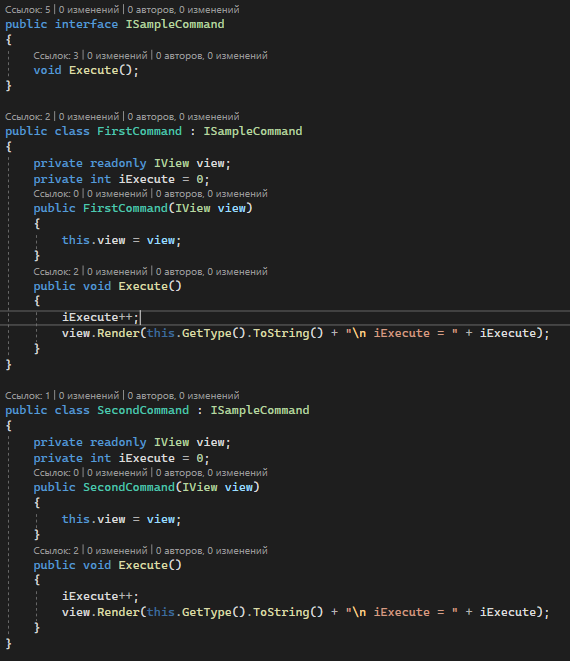 Ссылок: 5 | 0 изменений | 0 авторов, 0 изменений
public interface ISampleCommand
{
Ссылок: 3 | 0 изменений | 0 авторов, 0 изменений
void Execute();
}
Ссылок: 2 | 0 изменений | 0 авторов, 0 изменений
public class FirstCommand : ISampleCommand
{
private readonly IView view;
private int iExecute = 0;
Ссылок: 0 | 0 изменений | 0 авторов, 0 изменений
public FirstCommand(IView view)
{
this.view = view;
}
Ссылок: 2 | 0 изменений | 0 авторов, 0 изменений
public void Execute()
{
iExecute++;
view.Render(this.GetType().ToString() + "\n iExecute = " + iExecute);
}
}
Ссылок: 1 | 0 изменений | 0 авторов, 0 изменений
public class SecondCommand : ISampleCommand
{
private readonly IView view;
private int iExecute = 0;
Ссылок: 0 | 0 изменений | 0 авторов, 0 изменений
public SecondCommand(IView view)
{
this.view = view;
}
Ссылок: 2 | 0 изменений | 0 авторов, 0 изменений
public void Execute()
{
iExecute++;
view.Render(this.GetType().ToString() + "\n iExecute = " + iExecute);
}
}